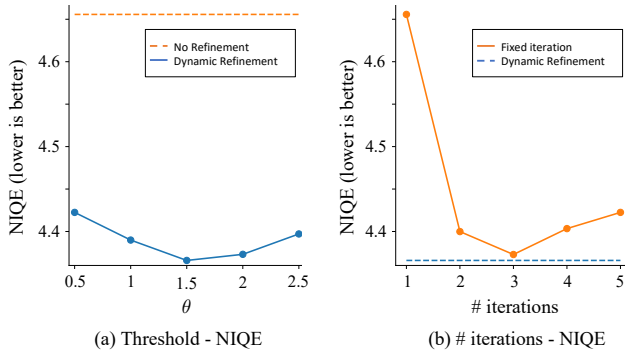 NIQE (lower is better)
4.6
4.5
4.4
No Refinement
Dynamic Refinement
0.5 1 1.5 2 2.5
θ
(a) Threshold - NIQE
NIQE (lower is better)
4.6
4.5
4.4
Fixed iteration
Dynamic Refinement
1 2 3 4 5
# iterations
(b) # iterations - NIQE